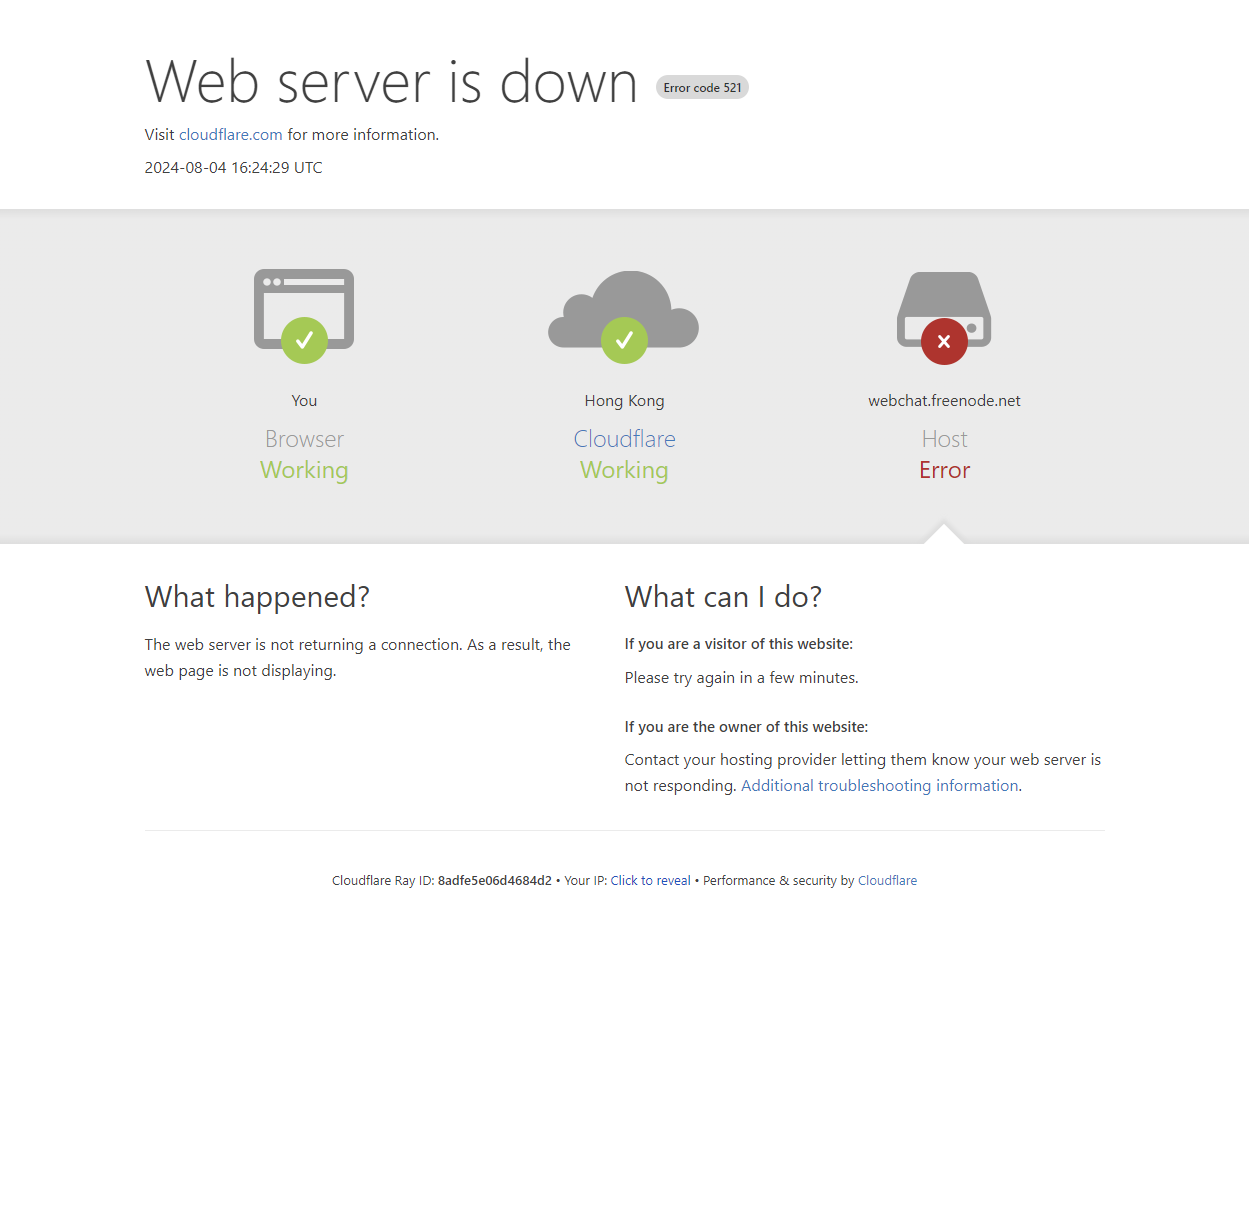 Web server is down Error code 521
Visit cloudflare.com for more information.
2024-08-04 16:24:29 UTC
You
Browser
Working
Hong Kong
Cloudflare
Working
webchat.freenode.net
Host
Error
What happened?
The web server is not returning a connection. As a result, the
web page is not displaying.
What can I do?
If you are a visitor of this website:
Please try again in a few minutes.
If you are the owner of this website:
Contact your hosting provider letting them know your web server is
not responding. Additional troubleshooting information.
Cloudflare Ray ID: 8adfe5e06d4684d2 • Your IP: Click to reveal • Performance & security by Cloudflare